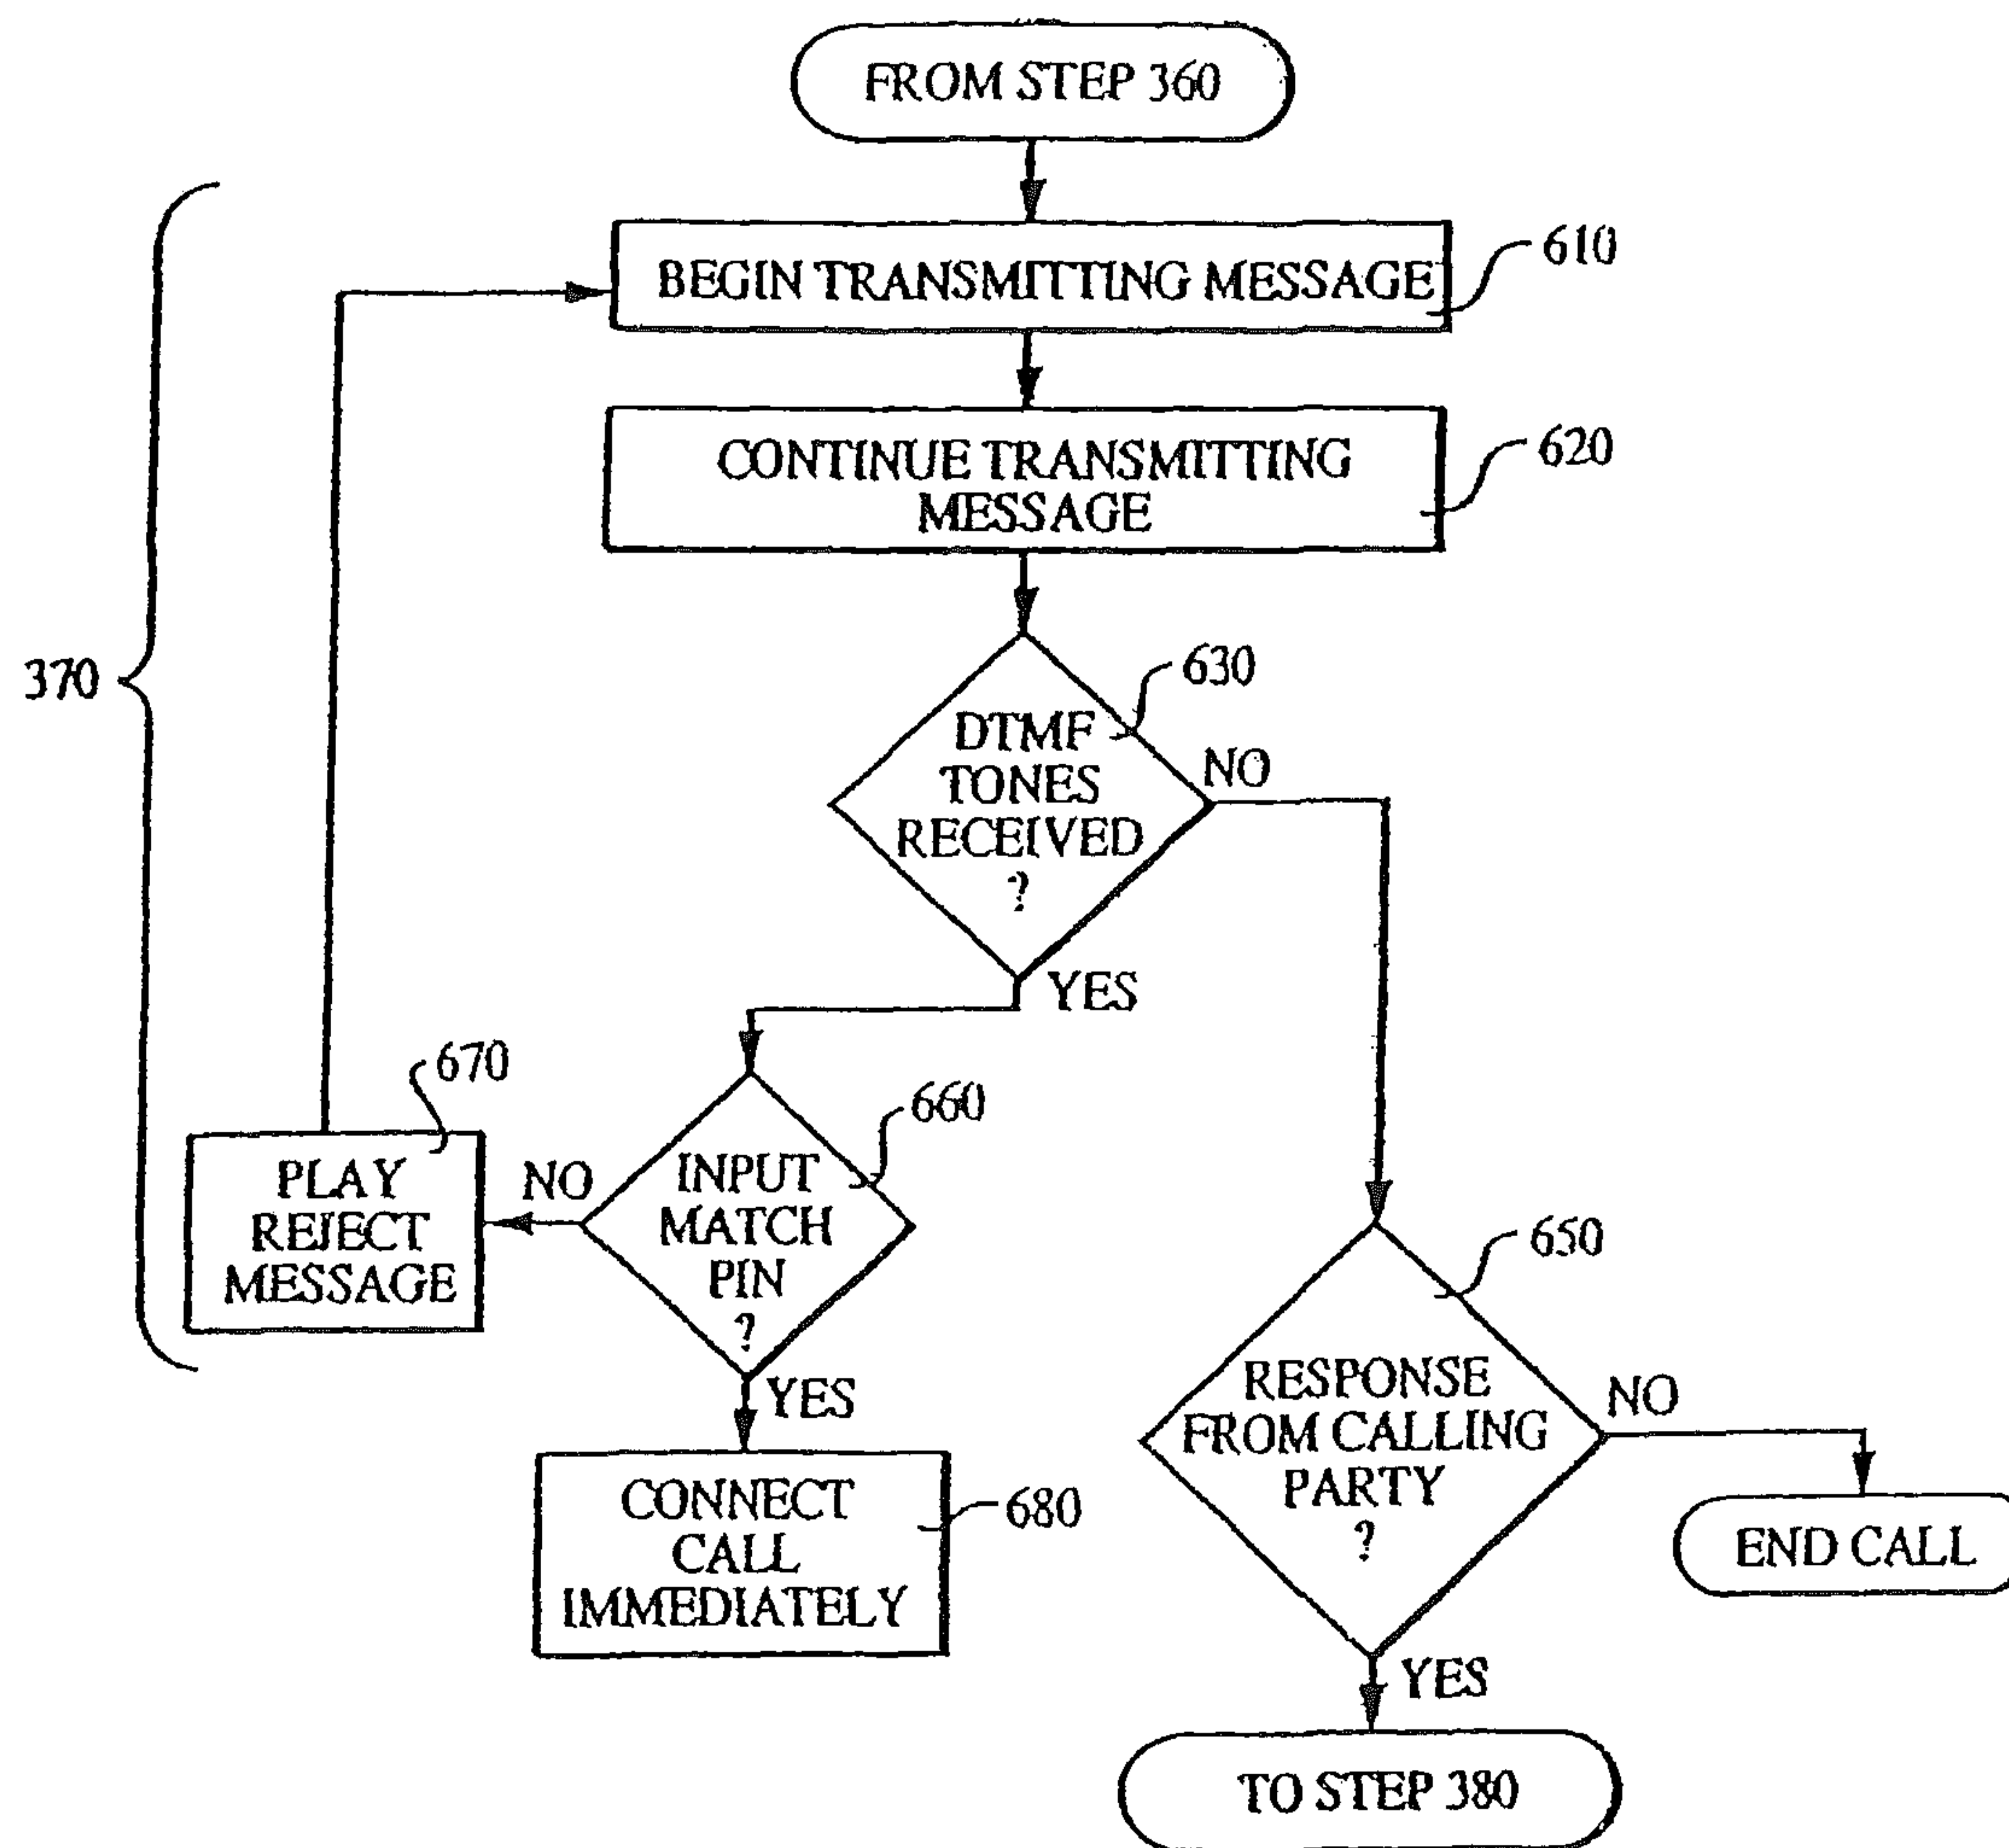 FROM STEP 360
BEGIN TRANSMITTING MESSAGE
610
CONTINUE TRANSMITTING
MESSAGE
620
370
630
DTMF
TONES
RECEIVED
?
NO
YES
670
660
PLAY
REJECT
MESSAGE
NO
INPUT
MATCH
PIN
?
YES
650
RESPONSE
FROM CALLING
PARTY
?
NO
CONNECT
CALL
IMMEDIATELY
680
END CALL
YES
TO STEP 380